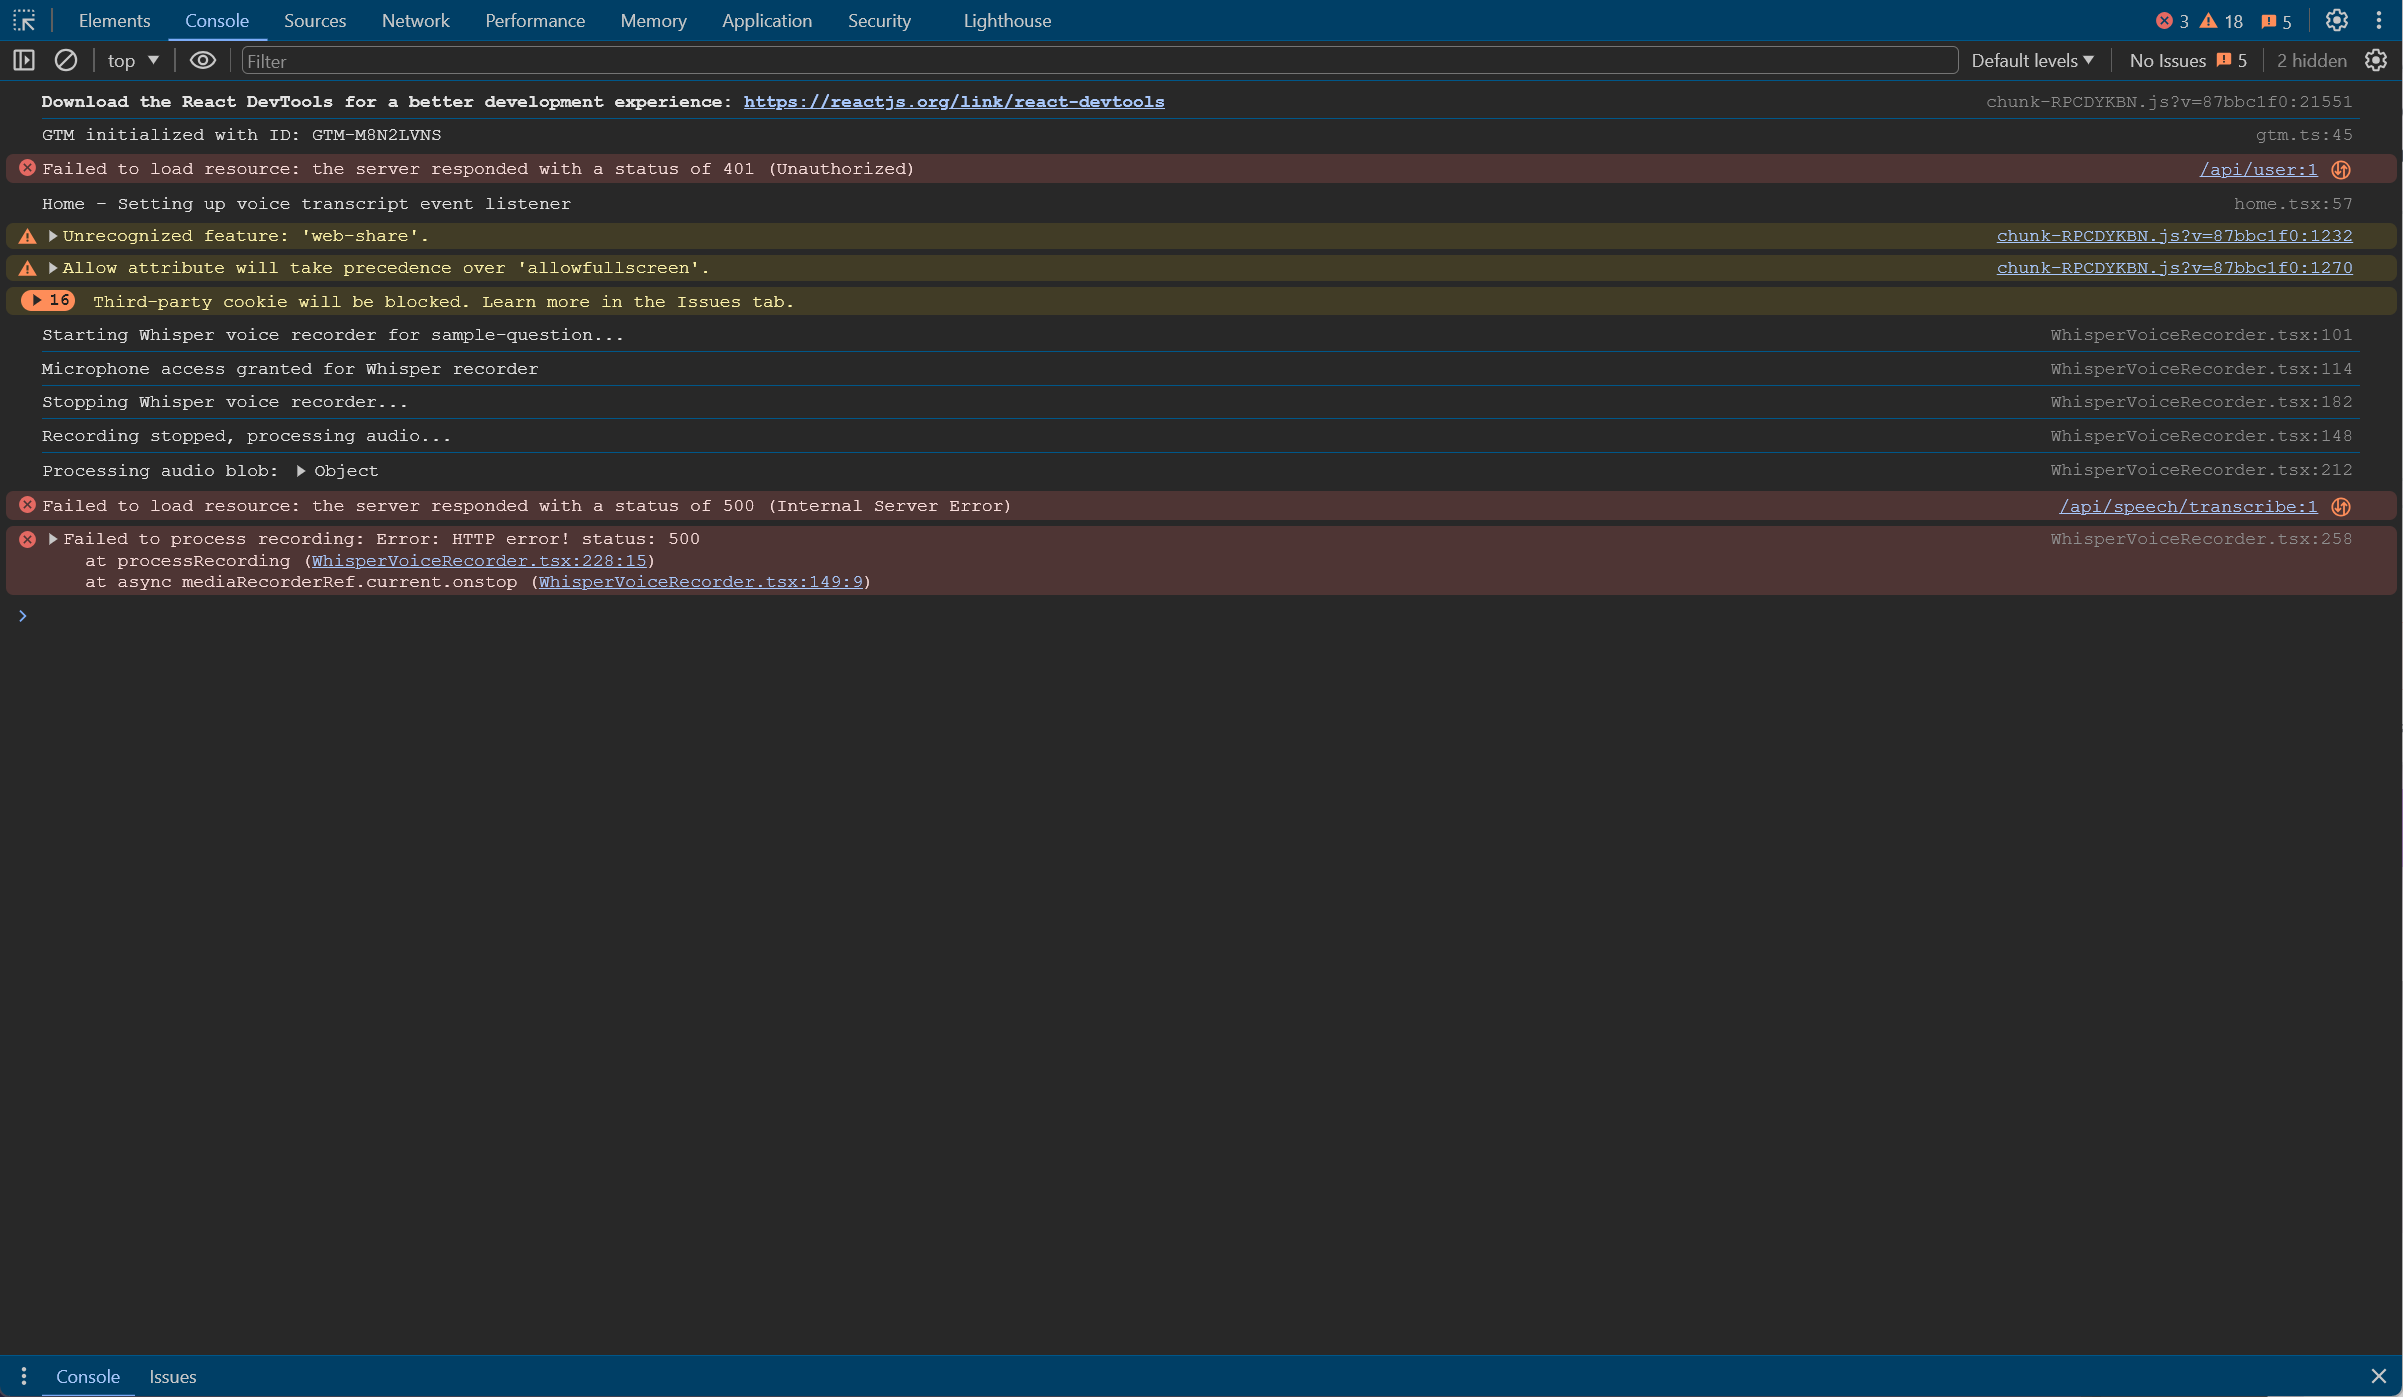 Elements Console Sources Network Performance Memory Application Security Lighthouse 3 18 5
top Filter Default levels No Issues 5 2 hidden
Download the React DevTools for a better development experience: https://reactjs.org/link/react-devtools chunk-RPCDYKBN.js?v=87bbc1f0:21551
GTM initialized with ID: GTM-M8N2LVNS gtm.ts:45
Failed to load resource: the server responded with a status of 401 (Unauthorized) /api/user:1
Home - Setting up voice transcript event listener home.tsx:57
Unrecognized feature: 'web-share'. chunk-RPCDYKBN.js?v=87bbc1f0:1232
Allow attribute will take precedence over 'allowfullscreen'. chunk-RPCDYKBN.js?v=87bbc1f0:1270
16 Third-party cookie will be blocked. Learn more in the Issues tab.
Starting Whisper voice recorder for sample-question... WhisperVoiceRecorder.tsx:101
Microphone access granted for Whisper recorder WhisperVoiceRecorder.tsx:114
Stopping Whisper voice recorder... WhisperVoiceRecorder.tsx:182
Recording stopped, processing audio... WhisperVoiceRecorder.tsx:148
Processing audio blob: Object WhisperVoiceRecorder.tsx:212
Failed to load resource: the server responded with a status of 500 (Internal Server Error) /api/speech/transcribe:1
Failed to process recording: Error: HTTP error! status: 500 WhisperVoiceRecorder.tsx:258
at processRecording (WhisperVoiceRecorder.tsx:228:15)
at async mediaRecorderRef.current.onstop (WhisperVoiceRecorder.tsx:149:9)
Console Issues